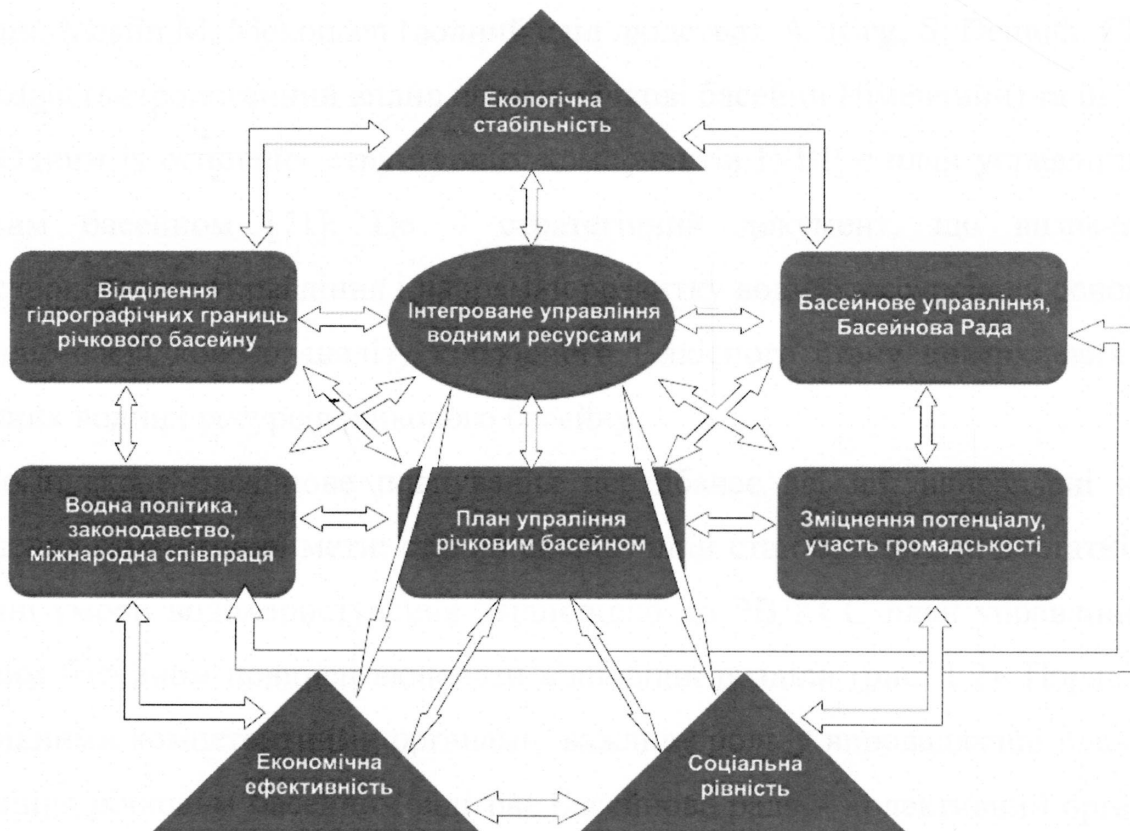 Екологічна
стабільність
Відділення
гідрографічних границь
річкового басейну
Інтегроване управління
водними ресурсами
Басейнове управління,
Басейнова Рада
Водна політика,
законодавство,
міжнародна співпраця
План упраління
річковим басейном
Зміцнення потенціалу,
участь громадськості
Економічна
ефективність
Соціальна
рівність